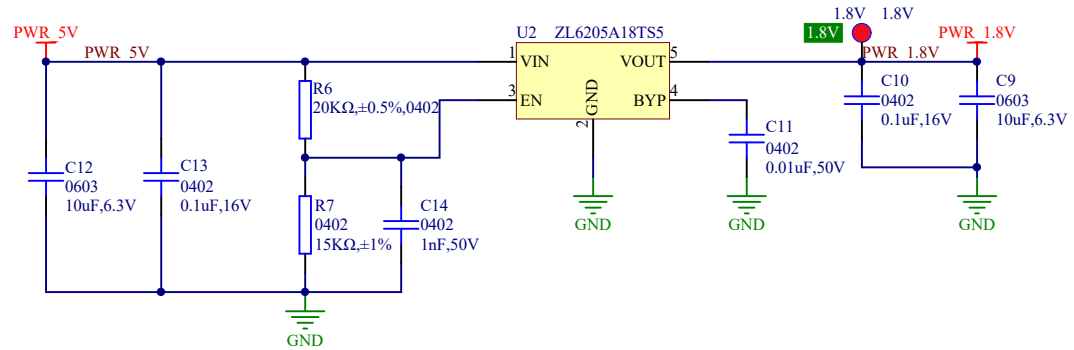 PWR_5V
PWR_5V
U2 ZL6205A18TS5
1 VIN
VOUT 5
3 EN
BYP 4
GND
2
1.8V 1.8V
1.8V
PWR_1.8V
PWR_1.8V
R6
20KΩ,±0.5%,0402
C10
0402
0.1uF,16V
C9
0603
10uF,6.3V
C11
0402
0.01uF,50V
C12
0603
10uF,6.3V
C13
0402
0.1uF,16V
R7
0402
15KΩ,±1%
C14
0402
1nF,50V
GND
GND
GND
GND